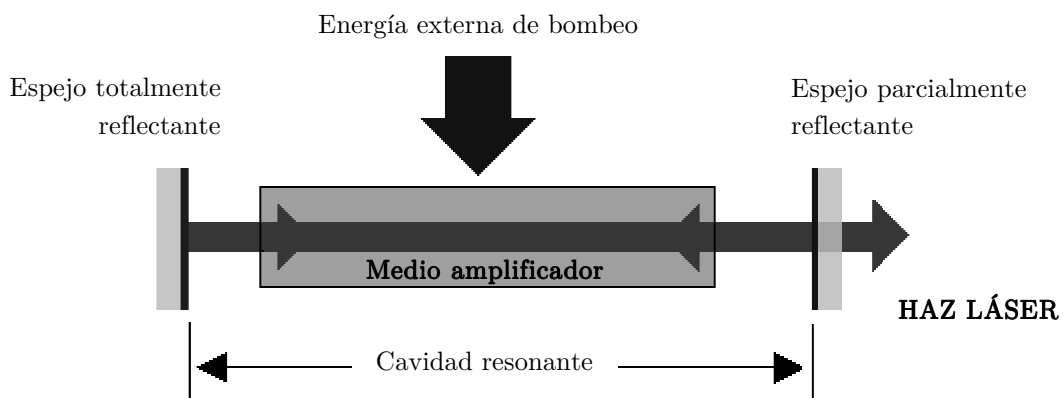 Energía externa de bombeo
Espejo totalmente
reflectante
Espejo parcialmente
reflectante
Medio amplificador
HAZ LÁSER
Cavidad resonante